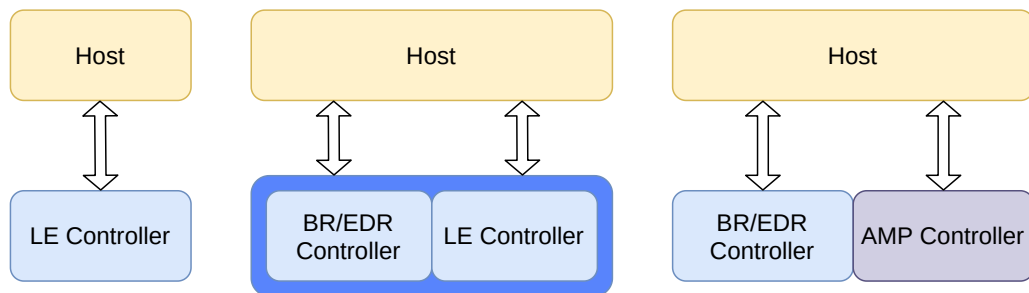 Host
Host
Host
LE Controller
BR/EDR
Controller
LE Controller
BR/EDR
Controller
AMP Controller